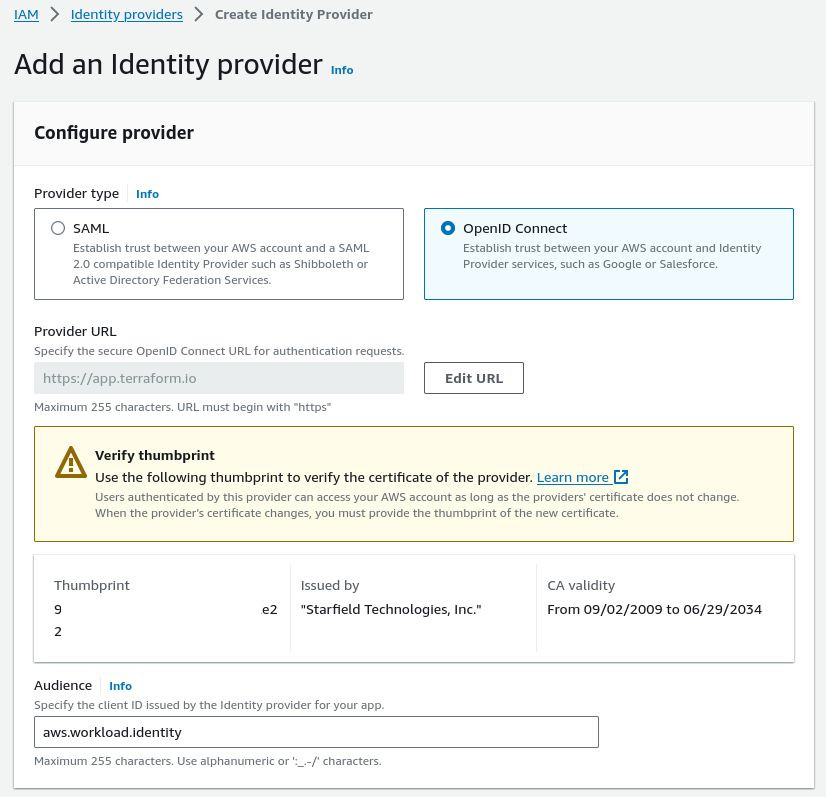 IAM > Identity providers > Create Identity Provider
Add an Identity provider Info
Configure provider
Provider type Info
SAML
Establish trust between your AWS account and a SAML
2.0 compatible Identity Provider such as Shibboleth or
Active Directory Federation Services.
OpenID Connect
Establish trust between your AWS account and Identity
Provider services, such as Google or Salesforce.
Provider URL
Specify the secure OpenID Connect URL for authentication requests.
https://app.terraform.io
Edit URL
Maximum 255 characters. URL must begin with "https"
Verify thumbprint
Use the following thumbprint to verify the certificate of the provider. Learn more
Users authenticated by this provider can access your AWS account as long as the providers' certificate does not change.
When the provider's certificate changes, you must provide the thumbprint of the new certificate.
Thumbprint
9 e2
2
Issued by
"Starfield Technologies, Inc."
CA validity
From 09/02/2009 to 06/29/2034
Audience Info
Specify the client ID issued by the Identity provider for your app.
aws.workload.identity
Maximum 255 characters. Use alphanumeric or ':_.-/' characters.